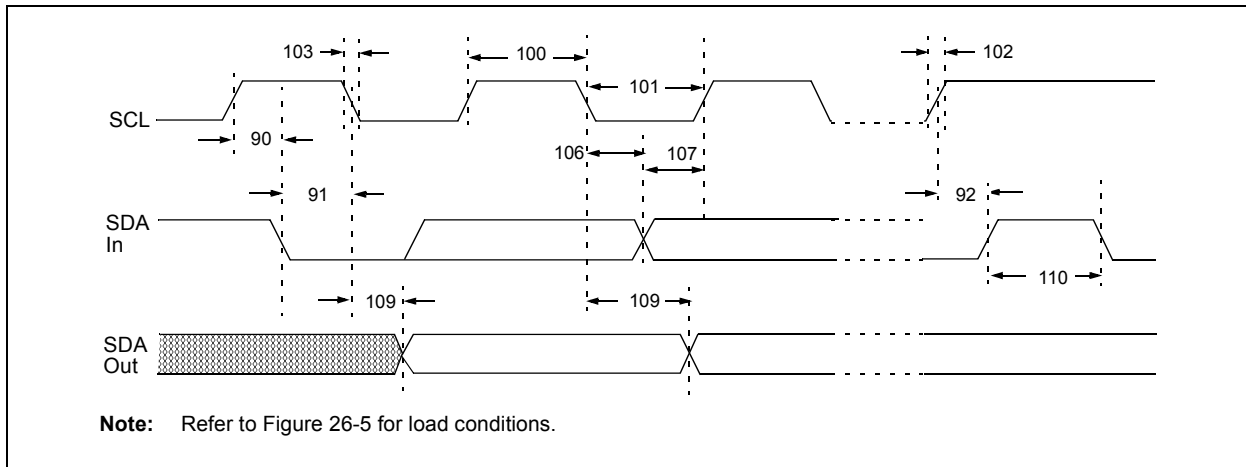 103
100
102
101
SCL
90
106
107
91
92
SDA
In
110
109
109
SDA
Out
Note: Refer to Figure 26-5 for load conditions.